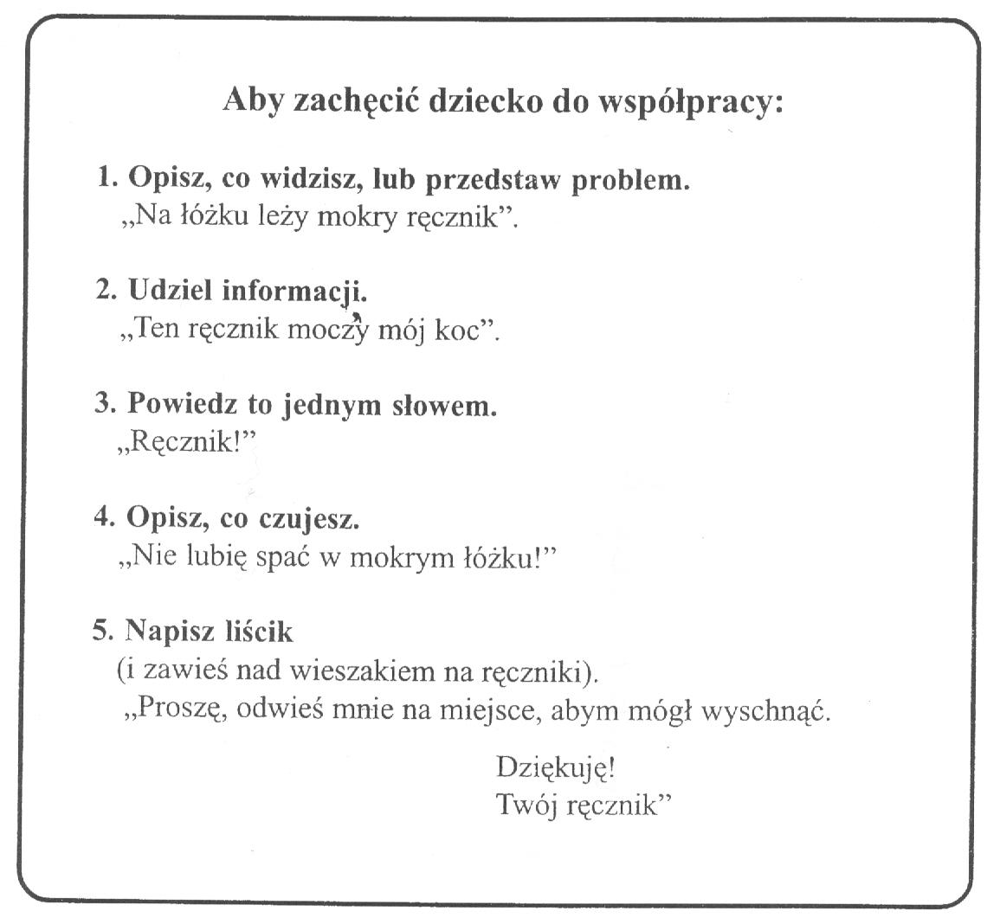 Aby zachęcić dziecko do współpracy:
1. Opisz, co widzisz, lub przedstaw problem.
„Na łóżku leży mokry ręcznik”.
2. Udziel informacji.
„Ten ręcznik moczy mój koc”.
3. Powiedz to jednym słowem.
„Ręcznik!”
4. Opisz, co czujesz.
„Nie lubię spać w mokrym łóżku!”
5. Napisz liścik
(i zawieś nad wieszakiem na ręczniki).
„Proszę, odwieś mnie na miejsce, abym mógł wyschnąć.
Dziękuję!
Twój ręcznik”